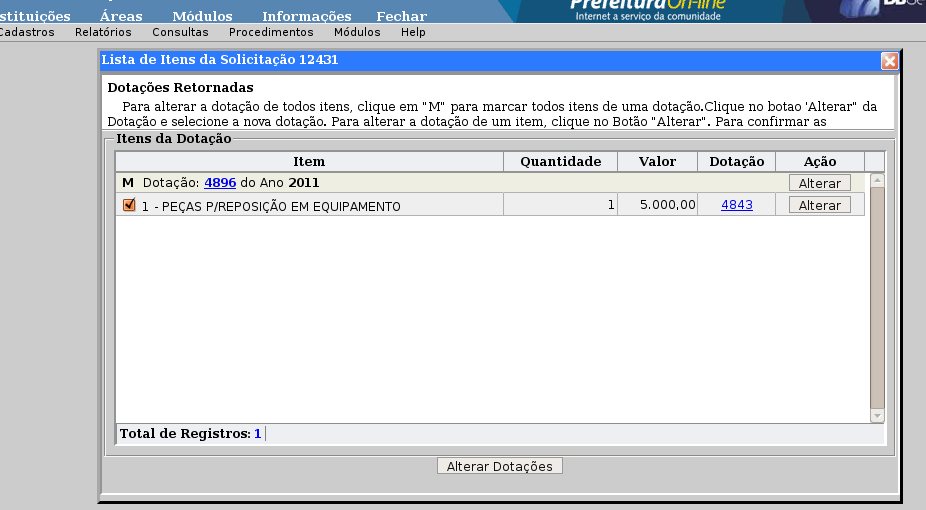 stituições Áreas Módulos Informações Fechar
PrefeituraOn-line
Internet a serviço da comunidade
Cadastros Relatórios Consultas Procedimentos Módulos Help
Lista de Itens da Solicitação 12431
Dotações Retornadas
Para alterar a dotação de todos itens, clique em "M" para marcar todos itens de uma dotação.Clique no botao 'Alterar" da
Dotação e selecione a nova dotação. Para alterar a dotação de um item, clique no Botão "Alterar". Para confirmar as
Itens da Dotação
Item Quantidade Valor Dotação Ação
M Dotação: 4896 do Ano 2011 Alterar
1 - PEÇAS P/REPOSIÇÃO EM EQUIPAMENTO 1 5.000,00 4843 Alterar
Total de Registros: 1
Alterar Dotações